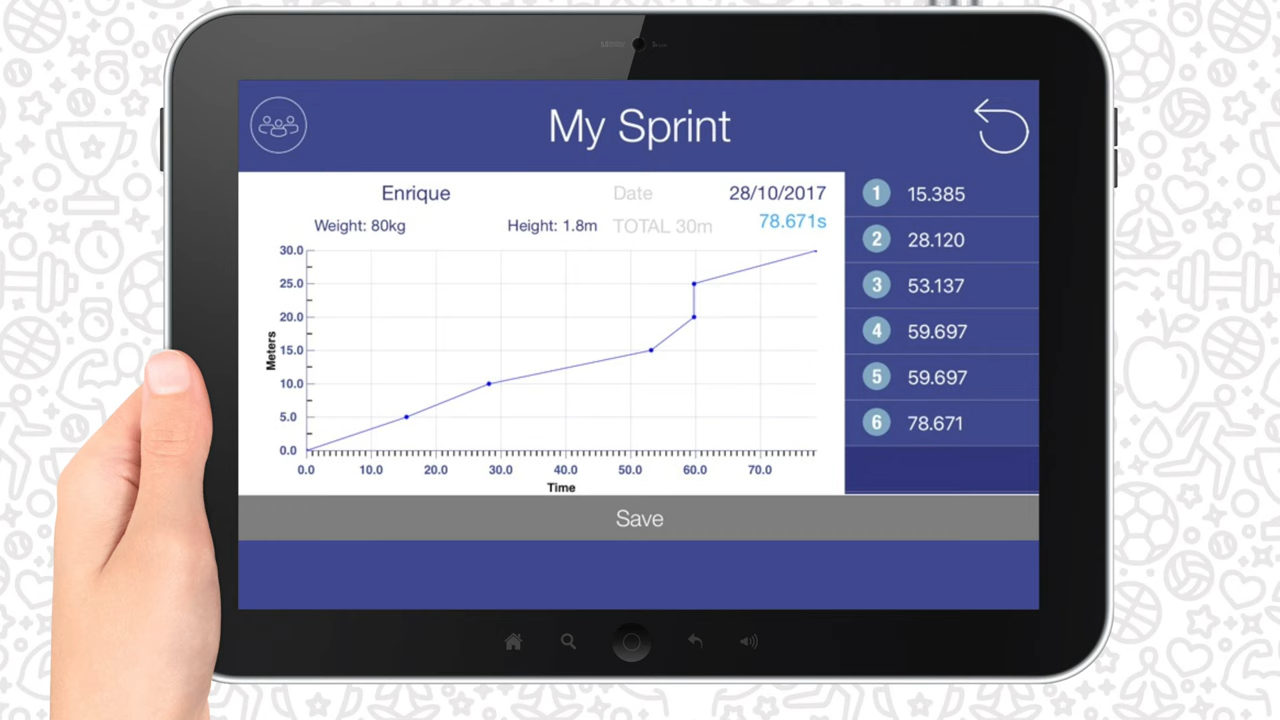 My Sprint
Enrique
Date
28/10/2017
Weight: 80kg
Height: 1.8m
TOTAL 30m
78.671s
1 15.385
2 28.120
3 53.137
4 59.697
5 59.697
6 78.671
30.0
25.0
20.0
15.0
10.0
5.0
0.0
Meters
0.0 10.0 20.0 30.0 40.0 50.0 60.0 70.0
Time
Save